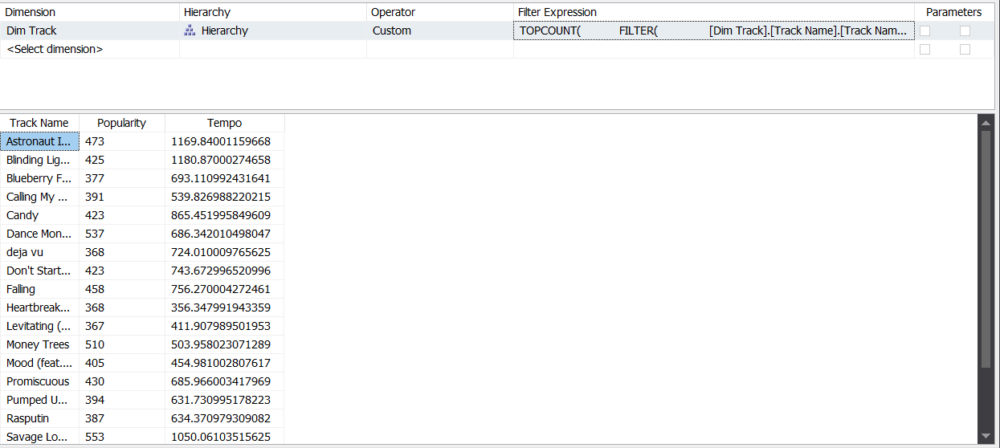 Dimension Hierarchy Operator Filter Expression Parameters
Dim Track Hierarchy Custom TOPCOUNT( FILTER( [Dim Track].[Track Name].[Track Nam...
<Select dimension>
Track Name Popularity Tempo
Astronaut I... 473 1169.84001159668
Blinding Lig... 425 1180.87000274658
Blueberry F... 377 693.110992431641
Calling My ... 391 539.826988220215
Candy 423 865.451995849609
Dance Mon... 537 686.342010498047
deja vu 368 724.010009765625
Don't Start... 423 743.672996520996
Falling 458 756.270004272461
Heartbreak... 368 356.347991943359
Levitating (... 367 411.907989501953
Money Trees 510 503.958023071289
Mood (feat.... 405 454.981002807617
Promiscuous 430 685.966003417969
Pumped U... 394 631.730995178223
Rasputin 387 634.370979309082
Savage Lo... 553 1050.06103515625